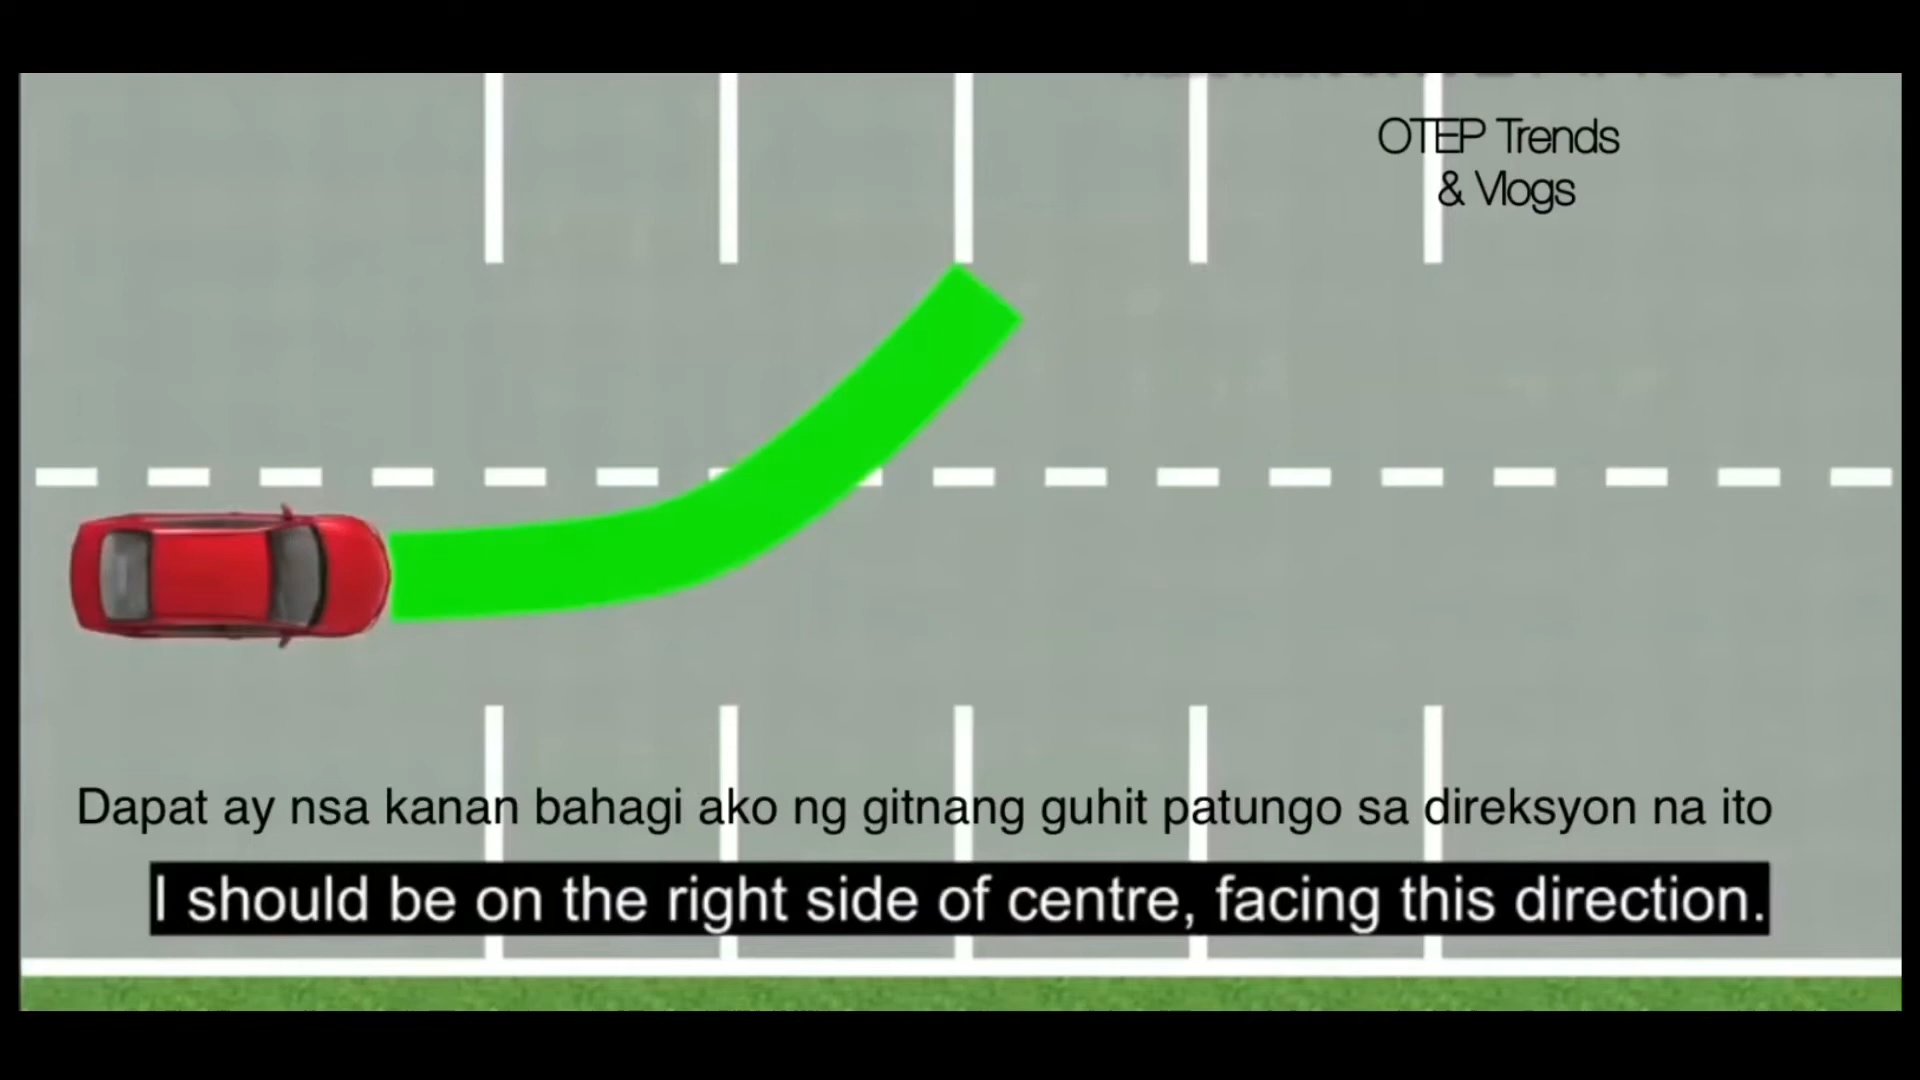 OTEP Trends
& Vlogs
Dapat ay nsa kanan bahagi ako ng gitnang guhit patungo sa direksyon na ito
I should be on the right side of centre, facing this direction.